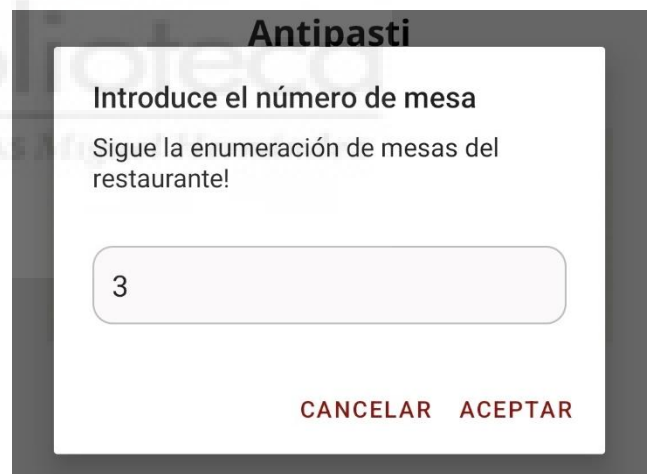 Antipasti
Introduce el número de mesa
Sigue la enumeración de mesas del
restaurante!
3
CANCELAR ACEPTAR